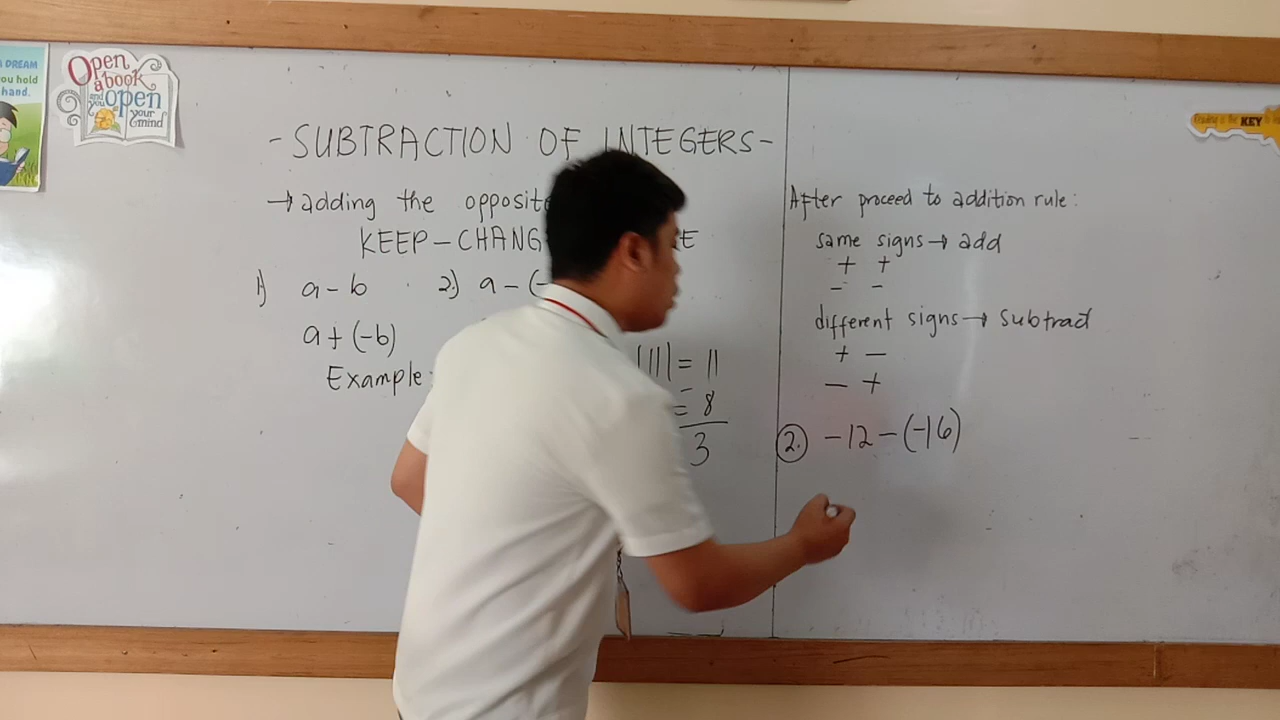 A DREAM
you hold
hand.
Open
a book
and you
open
your
mind
KEY
- SUBTRACTION OF INTEGERS -
→ adding the opposite
KEEP - CHANG
1) a - b
2.) a - (-
a + (-b)
Example:
|11| = 11
= 8
3
After proceed to addition rule:
same signs → add
+ +
- -
different signs → subtract
+ -
- +
2. -12 - (-16)